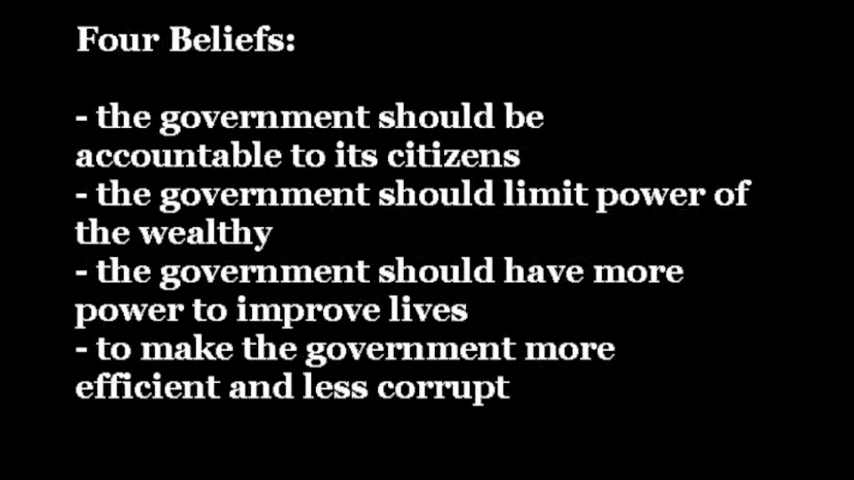 Four Beliefs:
- the government should be
accountable to its citizens
- the government should limit power of
the wealthy
- the government should have more
power to improve lives
- to make the government more
efficient and less corrupt